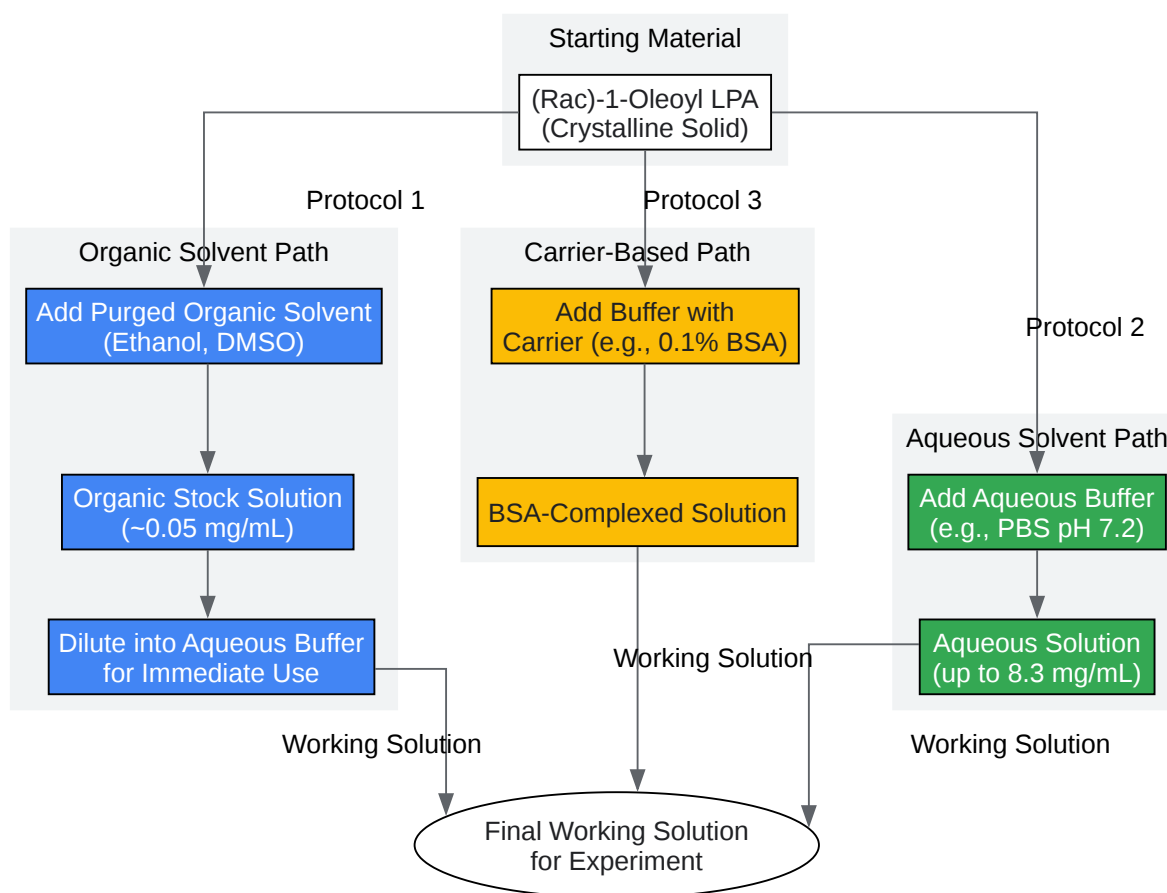 Starting Material
(Rac)-1-Oleoyl LPA
(Crystalline Solid)
Protocol 1
Protocol 3
Protocol 2
Organic Solvent Path
Add Purged Organic Solvent
(Ethanol, DMSO)
Organic Stock Solution
(~0.05 mg/mL)
Dilute into Aqueous Buffer
for Immediate Use
Working Solution
Carrier-Based Path
Add Buffer with
Carrier (e.g., 0.1% BSA)
BSA-Complexed Solution
Working Solution
Aqueous Solvent Path
Add Aqueous Buffer
(e.g., PBS pH 7.2)
Aqueous Solution
(up to 8.3 mg/mL)
Working Solution
Final Working Solution
for Experiment